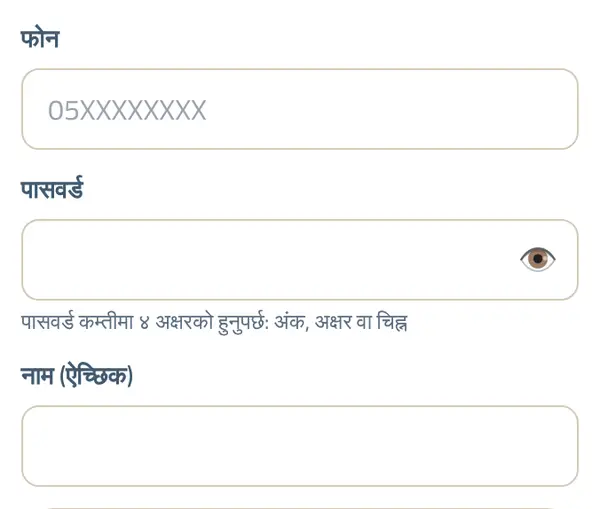 फोन
05XXXXXXXX
पासवर्ड
पासवर्ड कम्तीमा ४ अक्षरको हुनुपर्छ: अंक, अक्षर वा चिह्न
नाम (ऐच्छिक)